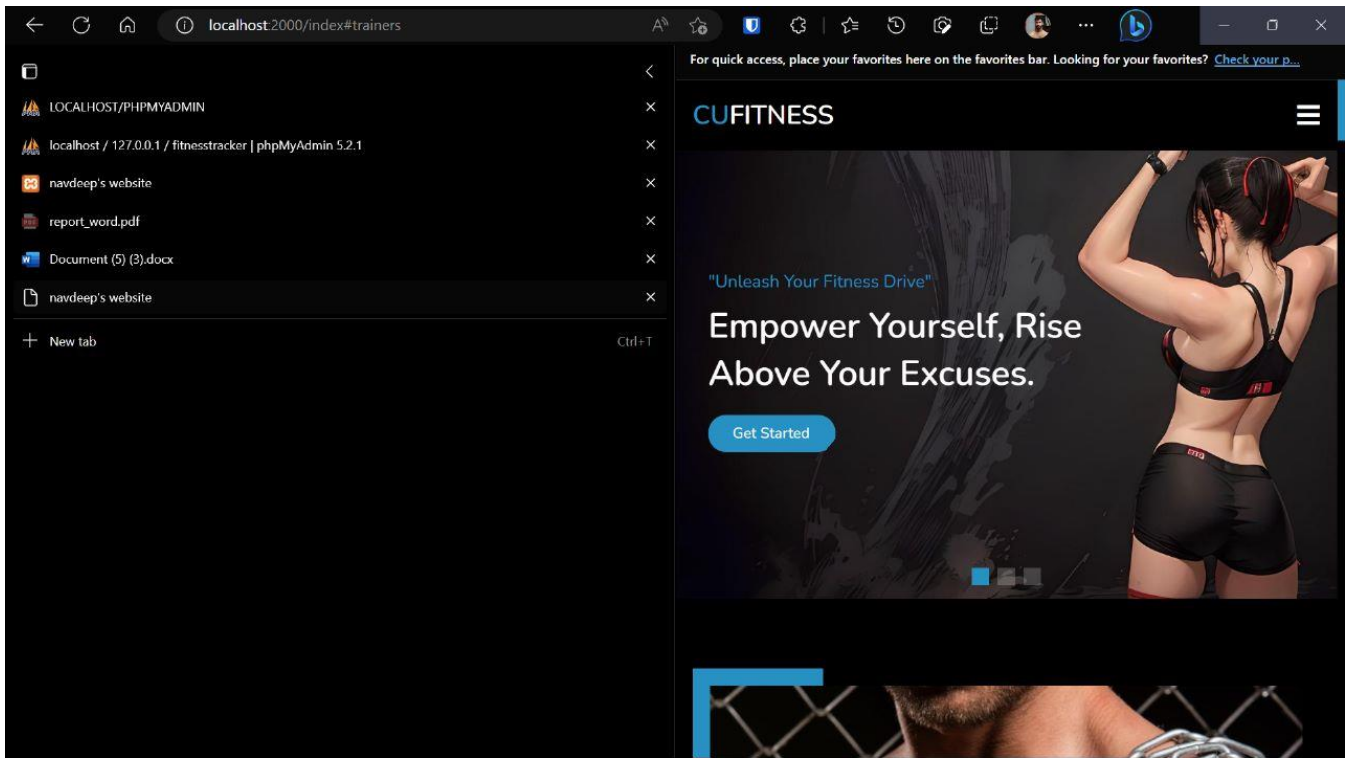 localhost:2000/index#trainers
LOCALHOST/PHPMYADMIN
localhost / 127.0.0.1 / fitnesstracker | phpMyAdmin 5.2.1
navdeep's website
report_word.pdf
Document (5) (3).docx
navdeep's website
New tab Ctrl+T
For quick access, place your favorites here on the favorites bar. Looking for your favorites? Check your p...
CUFITNESS
"Unleash Your Fitness Drive"
Empower Yourself, Rise
Above Your Excuses.
Get Started